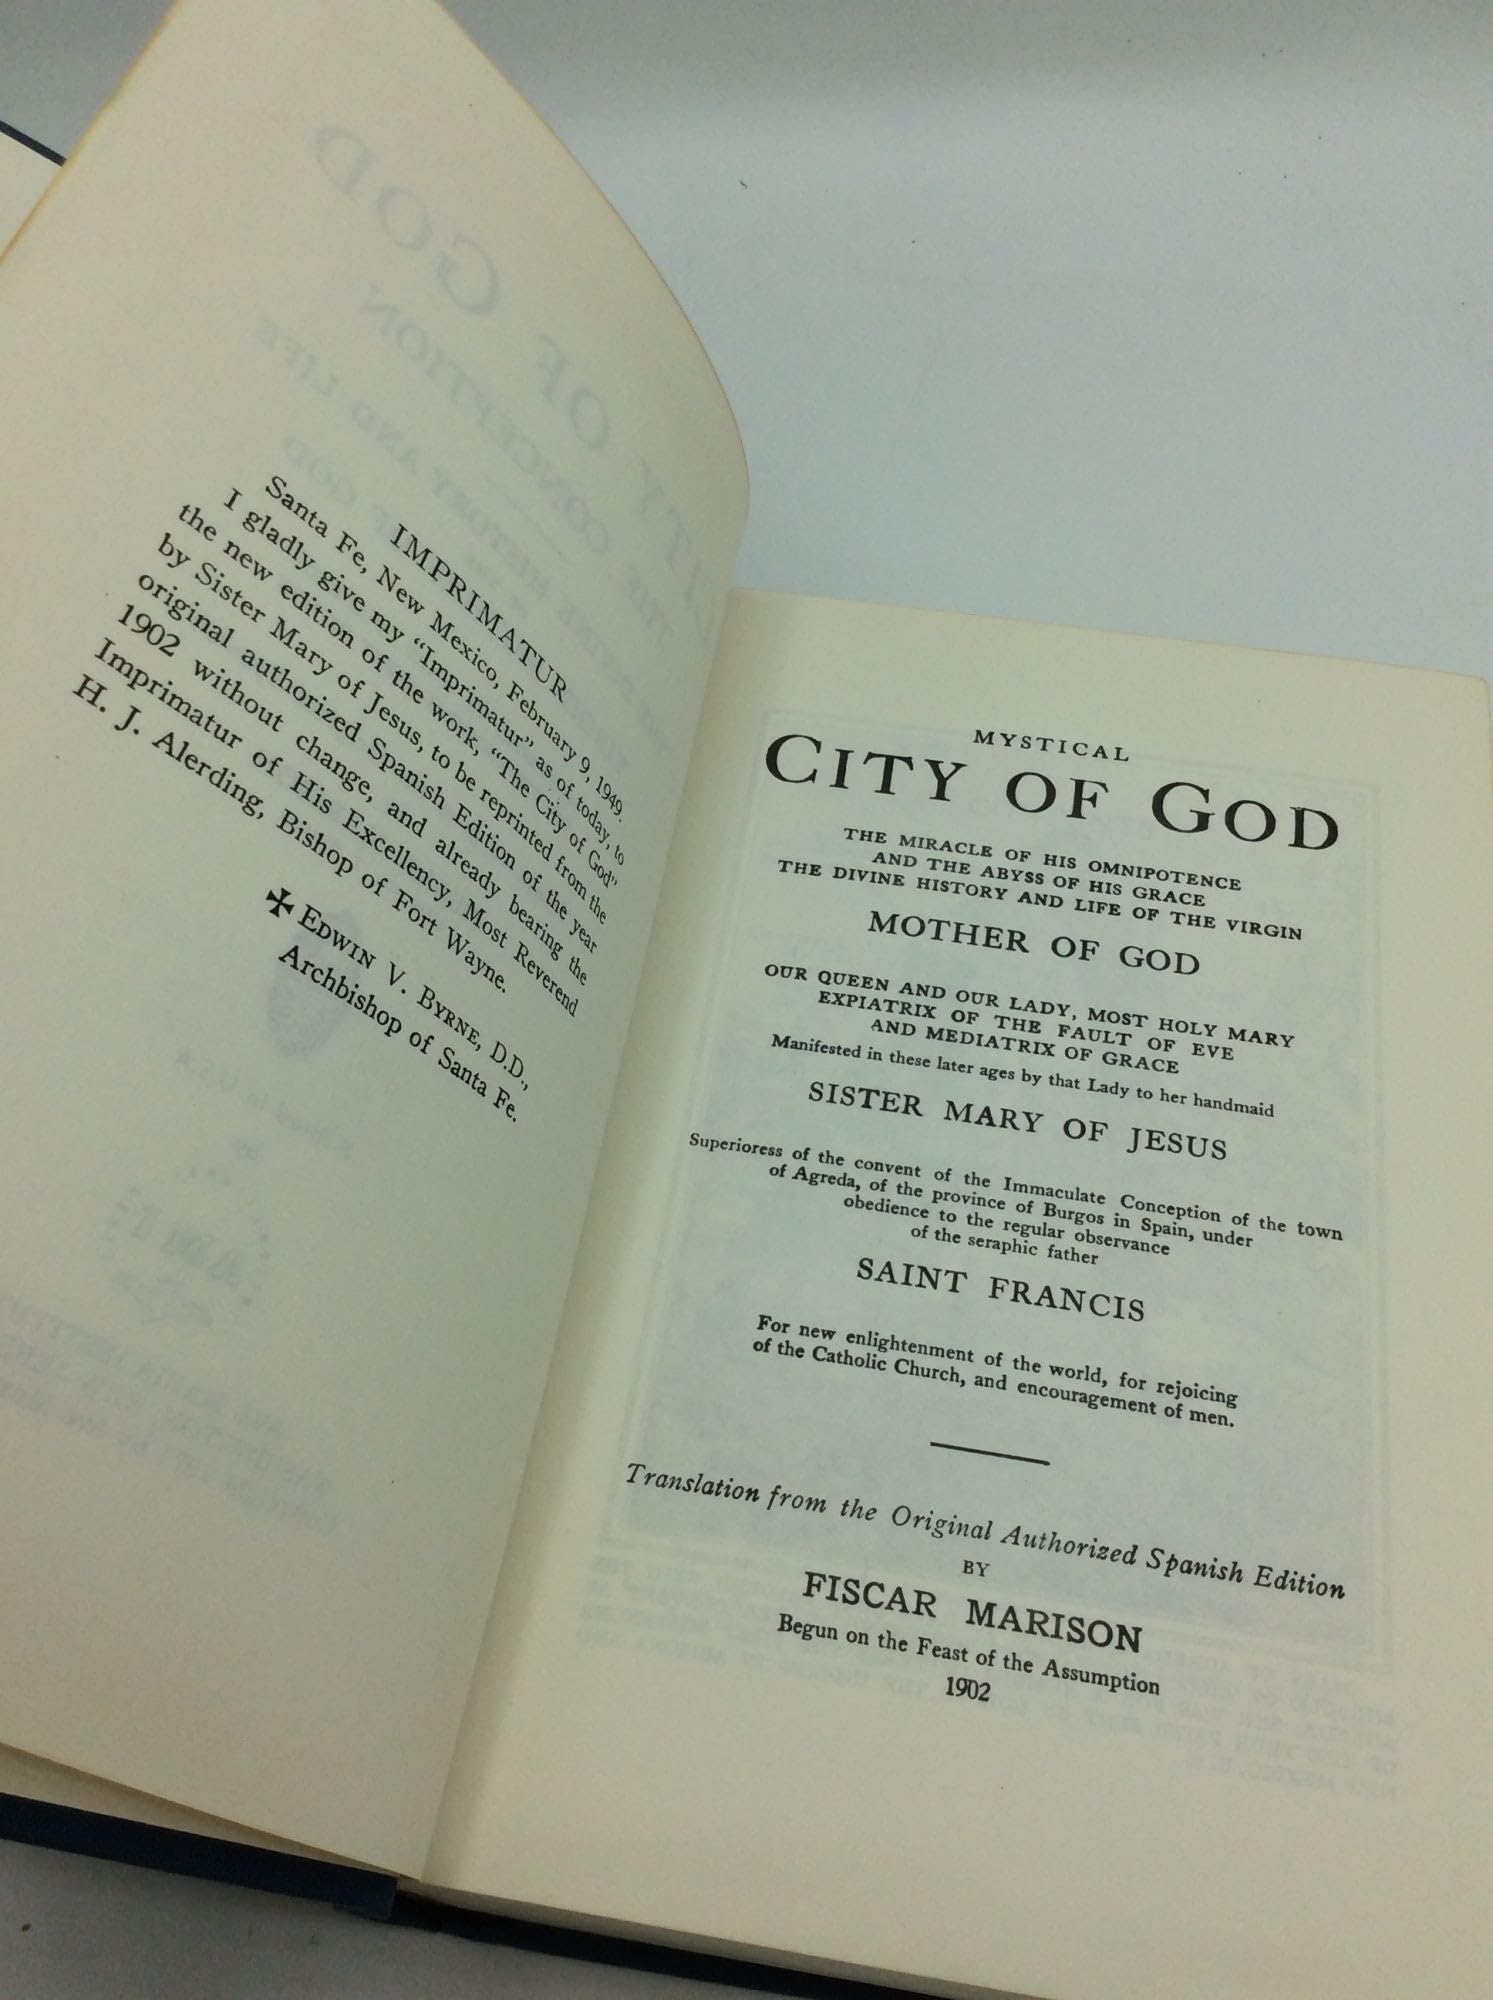 IMPRIMATUR
Santa Fe, New Mexico, February 9, 1949.
I gladly give my "Imprimatur" as of today, to
the new edition of the work, "The City of God"
by Sister Mary of Jesus, to be reprinted from the
original authorized Spanish Edition of the year
1902 without change, and already bearing the
Imprimatur of His Excellency, Most Reverend
H. J. Alerding, Bishop of Fort Wayne.
✠ EDWIN V. BYRNE, D.D.,
Archbishop of Santa Fe.
MYSTICAL
CITY OF GOD
THE MIRACLE OF HIS OMNIPOTENCE
AND THE ABYSS OF HIS GRACE
THE DIVINE HISTORY AND LIFE OF THE VIRGIN
MOTHER OF GOD
OUR QUEEN AND OUR LADY, MOST HOLY MARY
EXPIATRIX OF THE FAULT OF EVE
AND MEDIATRIX OF GRACE
Manifested in these later ages by that Lady to her handmaid
SISTER MARY OF JESUS
Superioress of the convent of the Immaculate Conception of the town
of Agreda, of the province of Burgos in Spain, under
obedience to the regular observance
of the seraphic father
SAINT FRANCIS
For new enlightenment of the world, for rejoicing
of the Catholic Church, and encouragement of men.
Translation from the Original Authorized Spanish Edition
BY
FISCAR MARISON
Begun on the Feast of the Assumption
1902